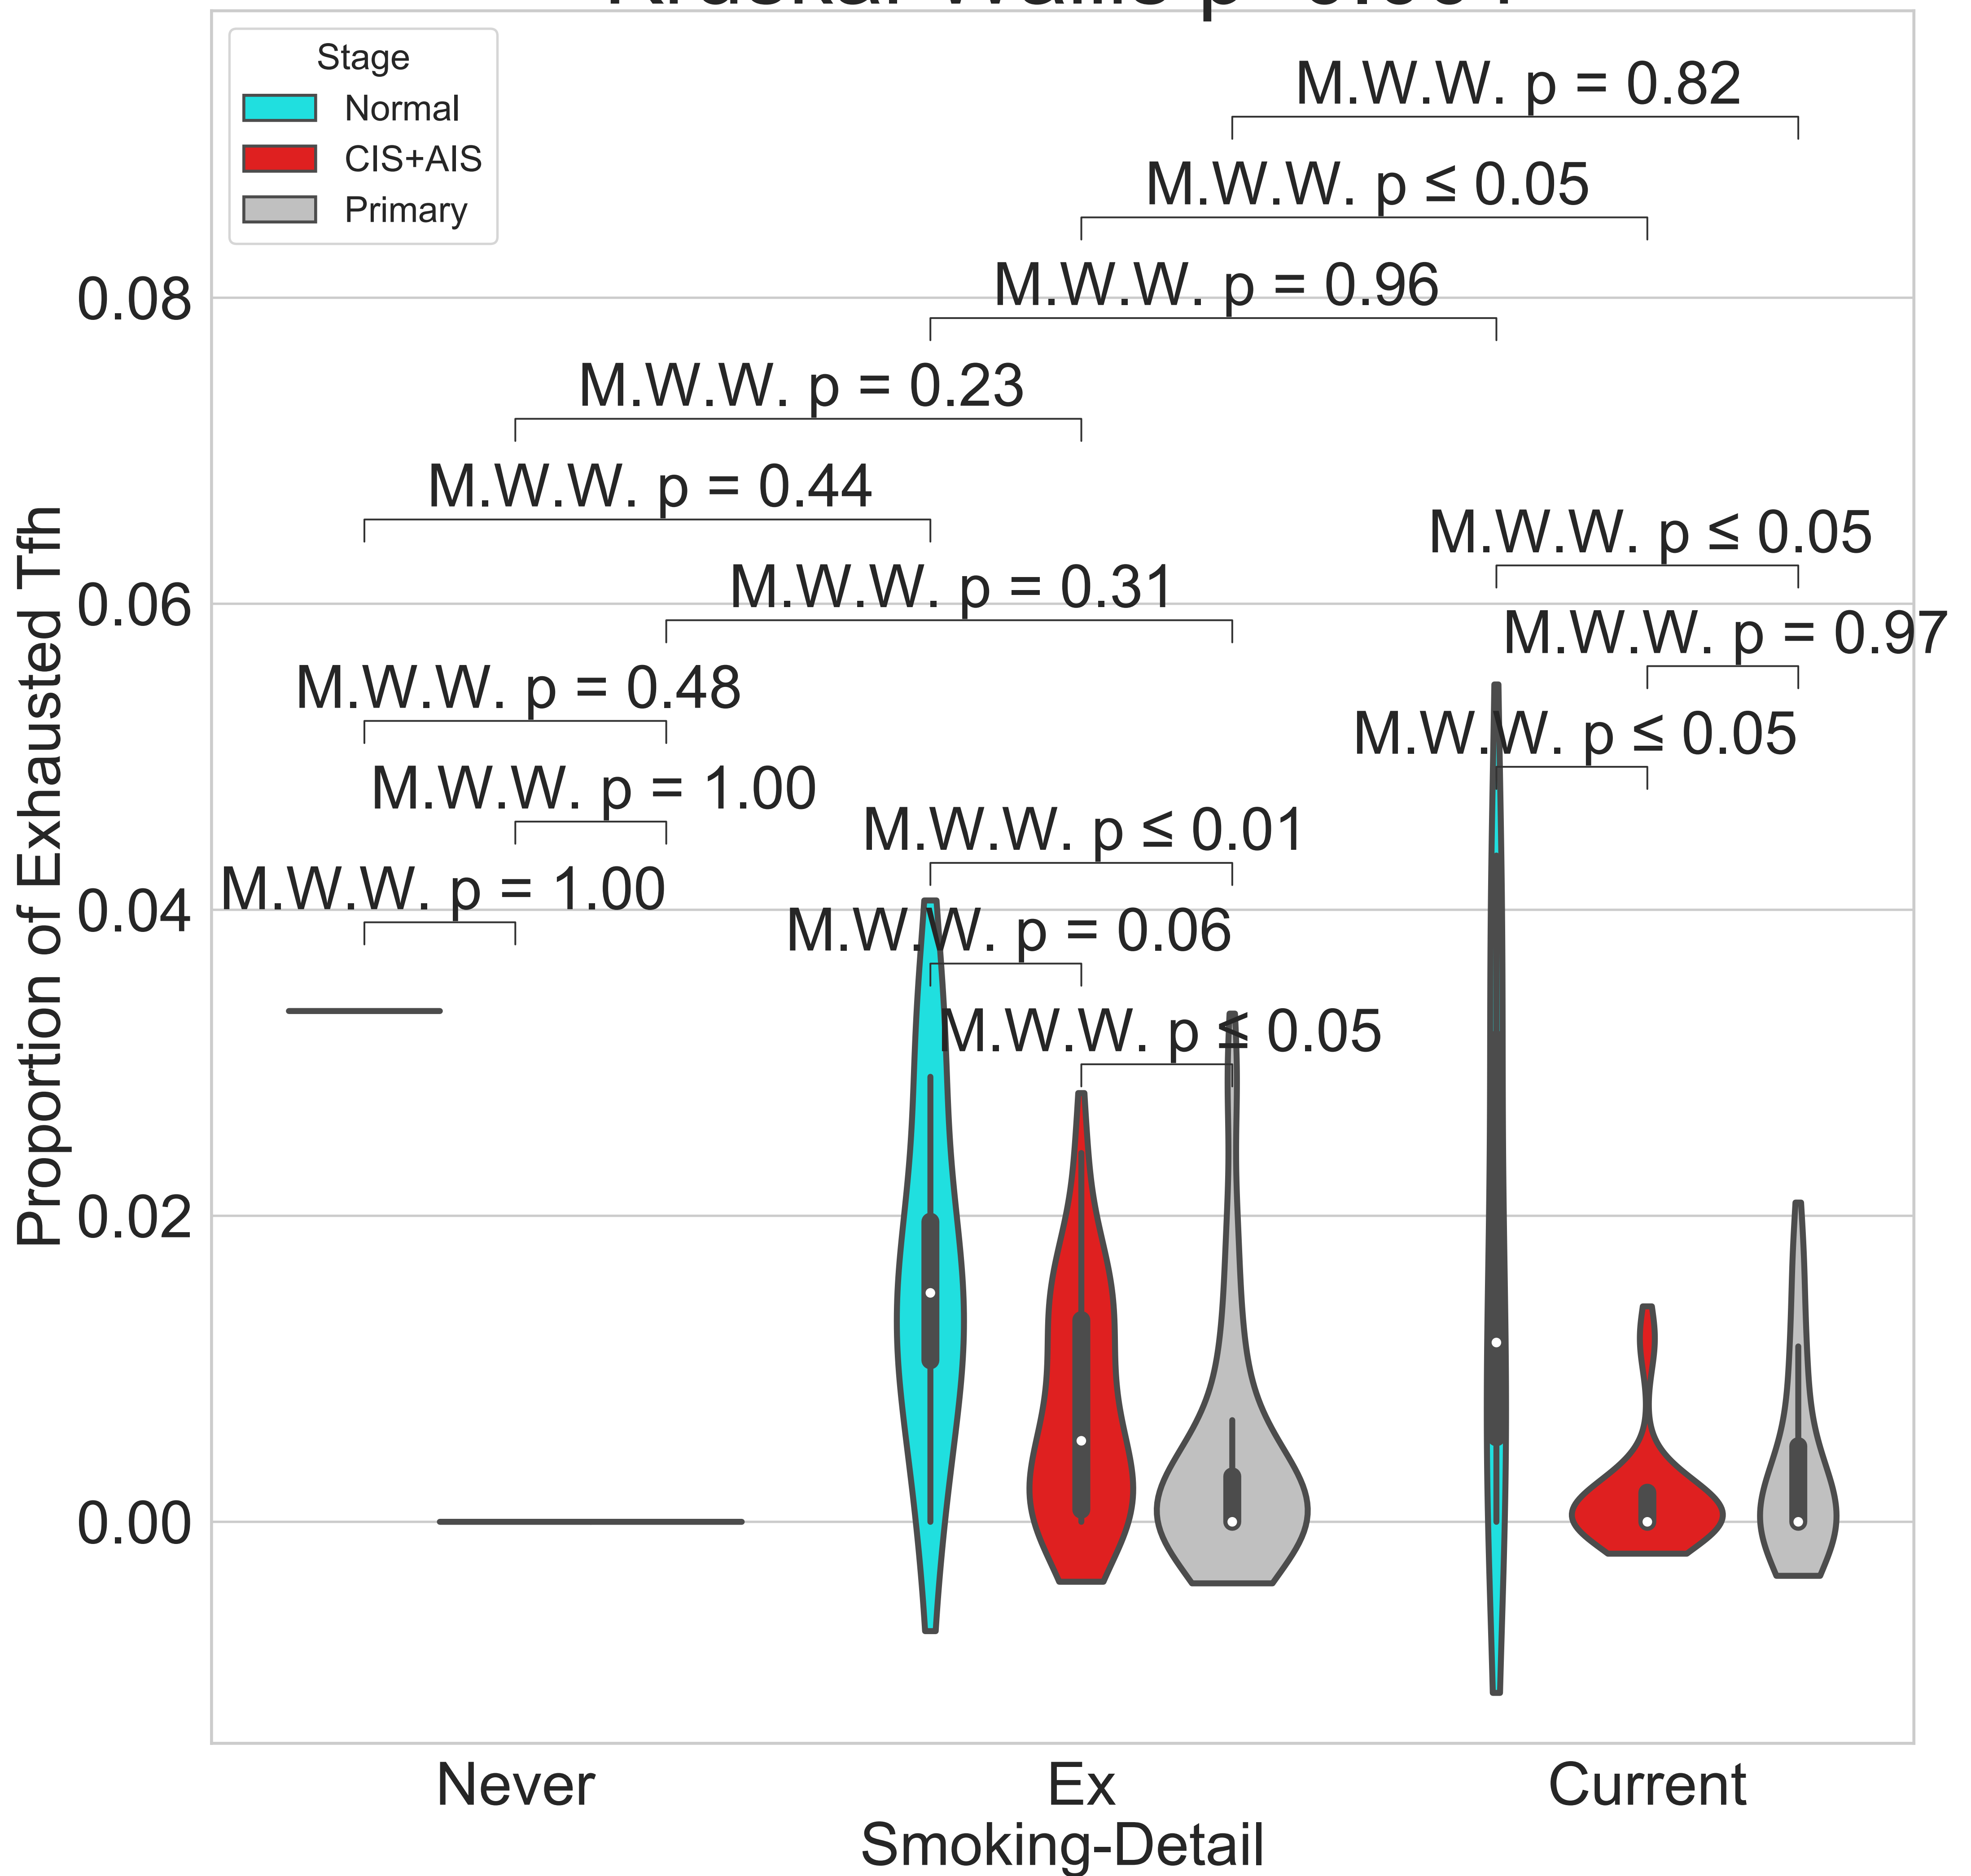 Stage
Normal
CIS+AIS
Primary
M.W.W. p = 0.82
M.W.W. p ≤ 0.05
M.W.W. p = 0.96
M.W.W. p = 0.23
M.W.W. p = 0.44
M.W.W. p ≤ 0.05
M.W.W. p = 0.31
M.W.W. p = 0.97
M.W.W. p = 0.48
M.W.W. p ≤ 0.05
M.W.W. p = 1.00
M.W.W. p ≤ 0.01
M.W.W. p = 1.00
M.W.W. p = 0.06
M.W.W. p ≤ 0.05
Proportion of Exhausted Tfh
0.08
0.06
0.04
0.02
0.00
Never
Ex
Current
Smoking-Detail